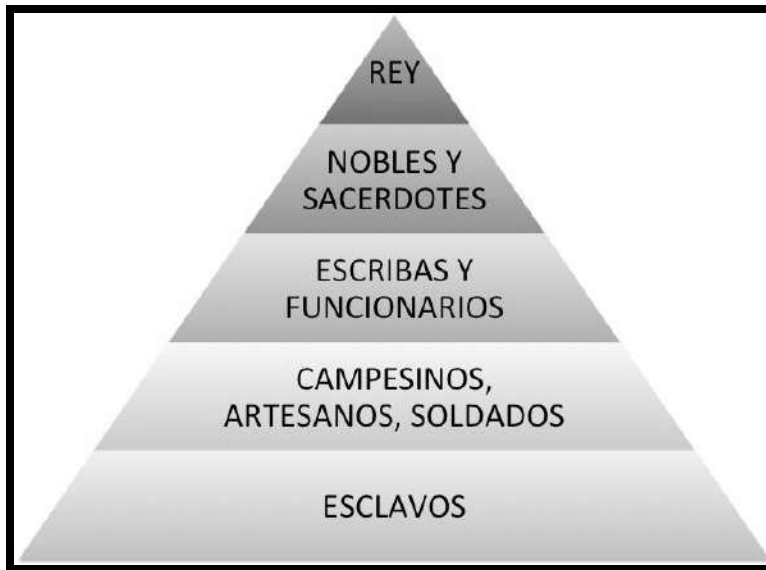 REY
NOBLES Y
SACERDOTES
ESCRIBAS Y
FUNCIONARIOS
CAMPESINOS,
ARTESANOS, SOLDADOS
ESCLAVOS